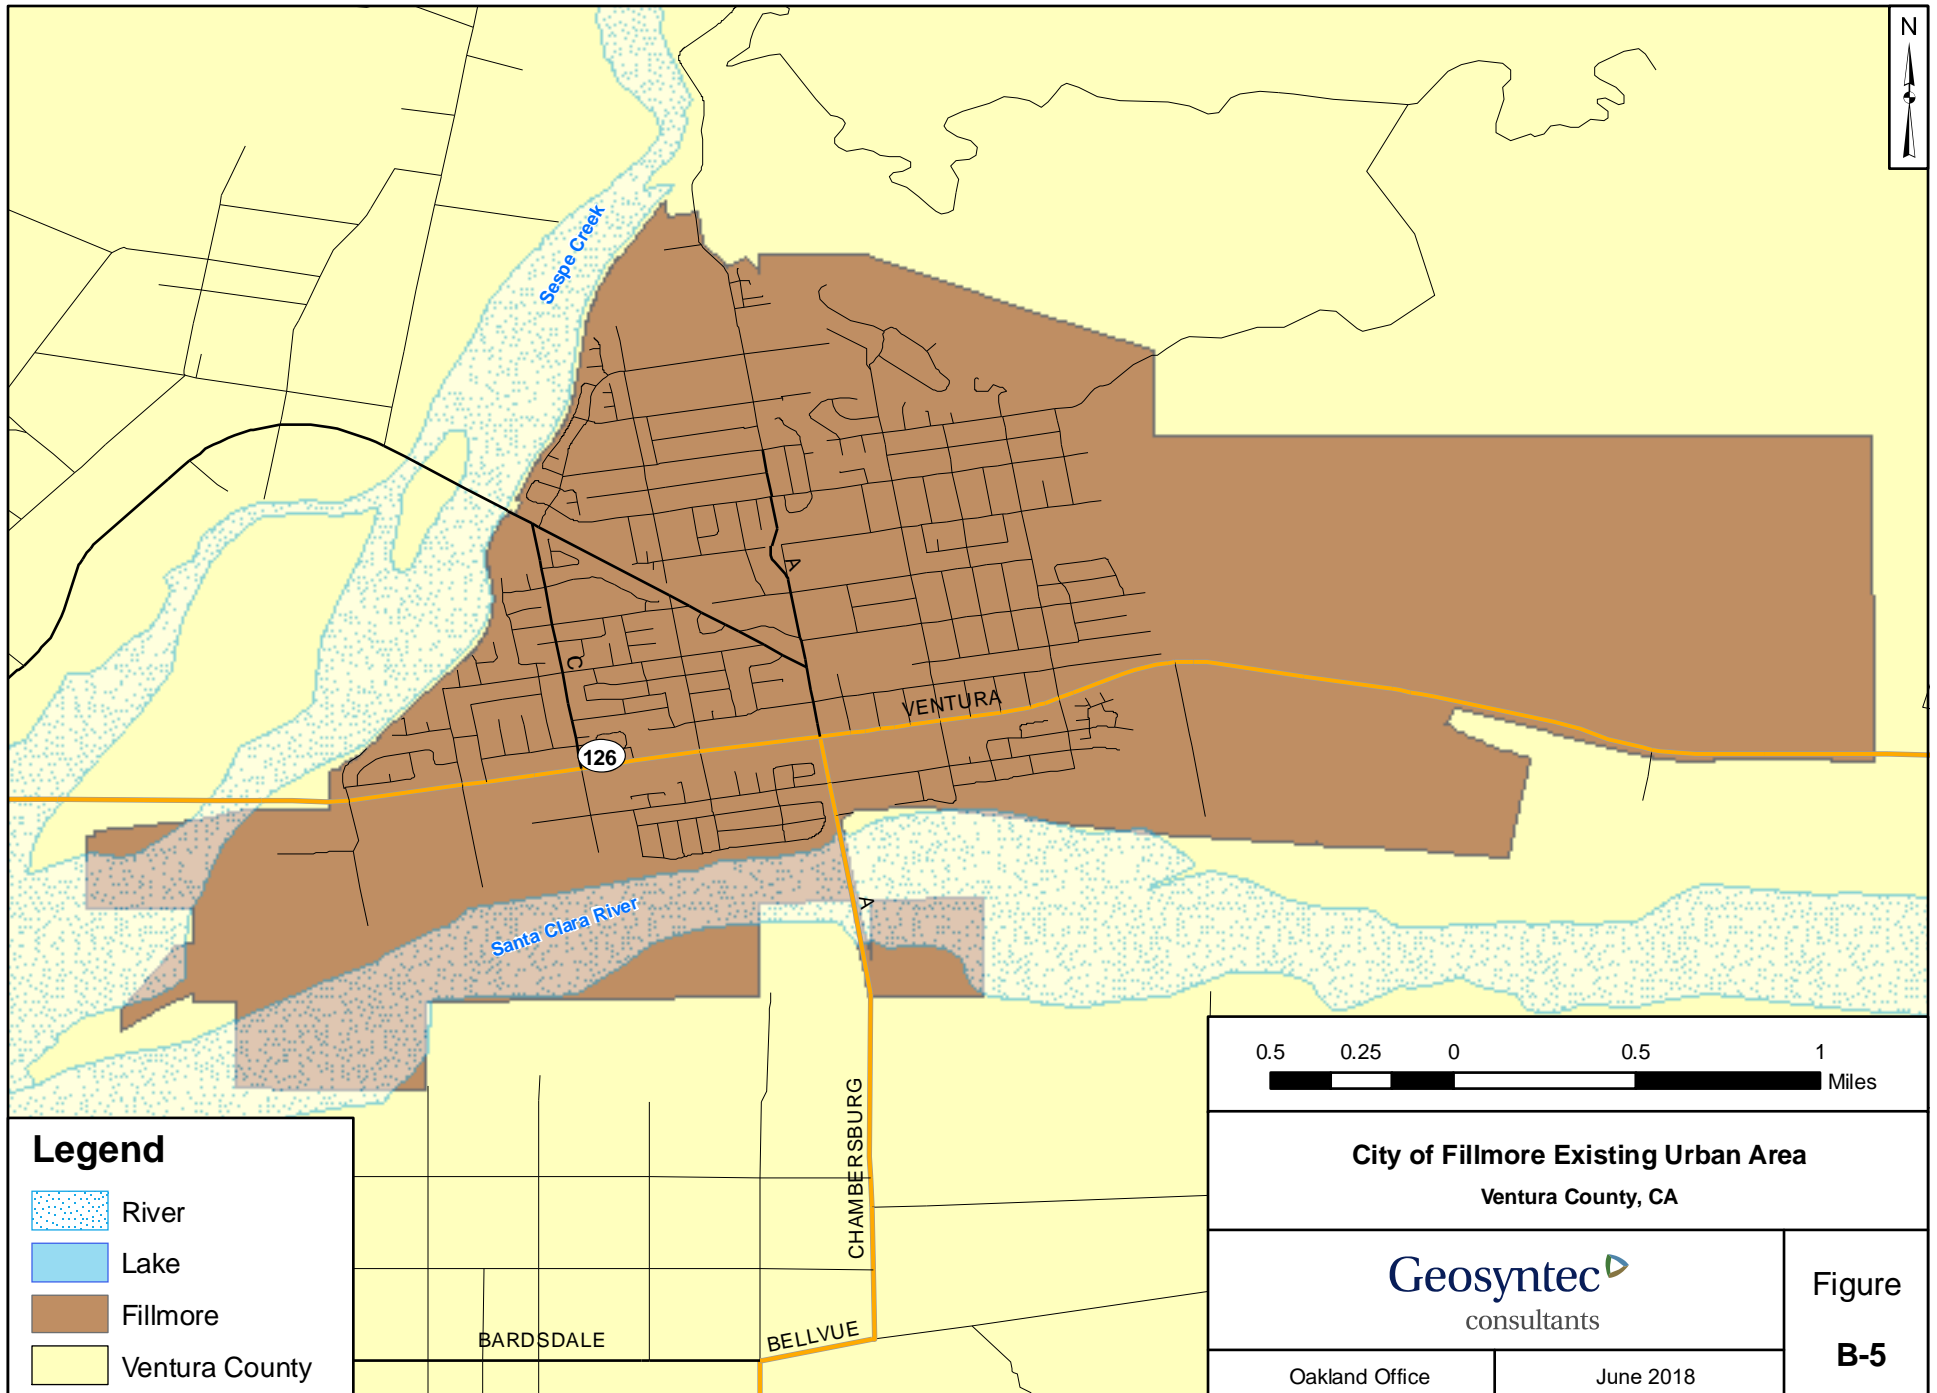 N
Sespe Creek
A
C
VENTURA
126
A
Santa Clara River
CHAMBERSBURG
BARDSDALE
BELLVUE
Legend
River
Lake
Fillmore
Ventura County
0.5 0.25 0 0.5 1
Miles
City of Fillmore Existing Urban Area
Ventura County, CA
Geosyntec
consultants
Figure
B-5
Oakland Office
June 2018